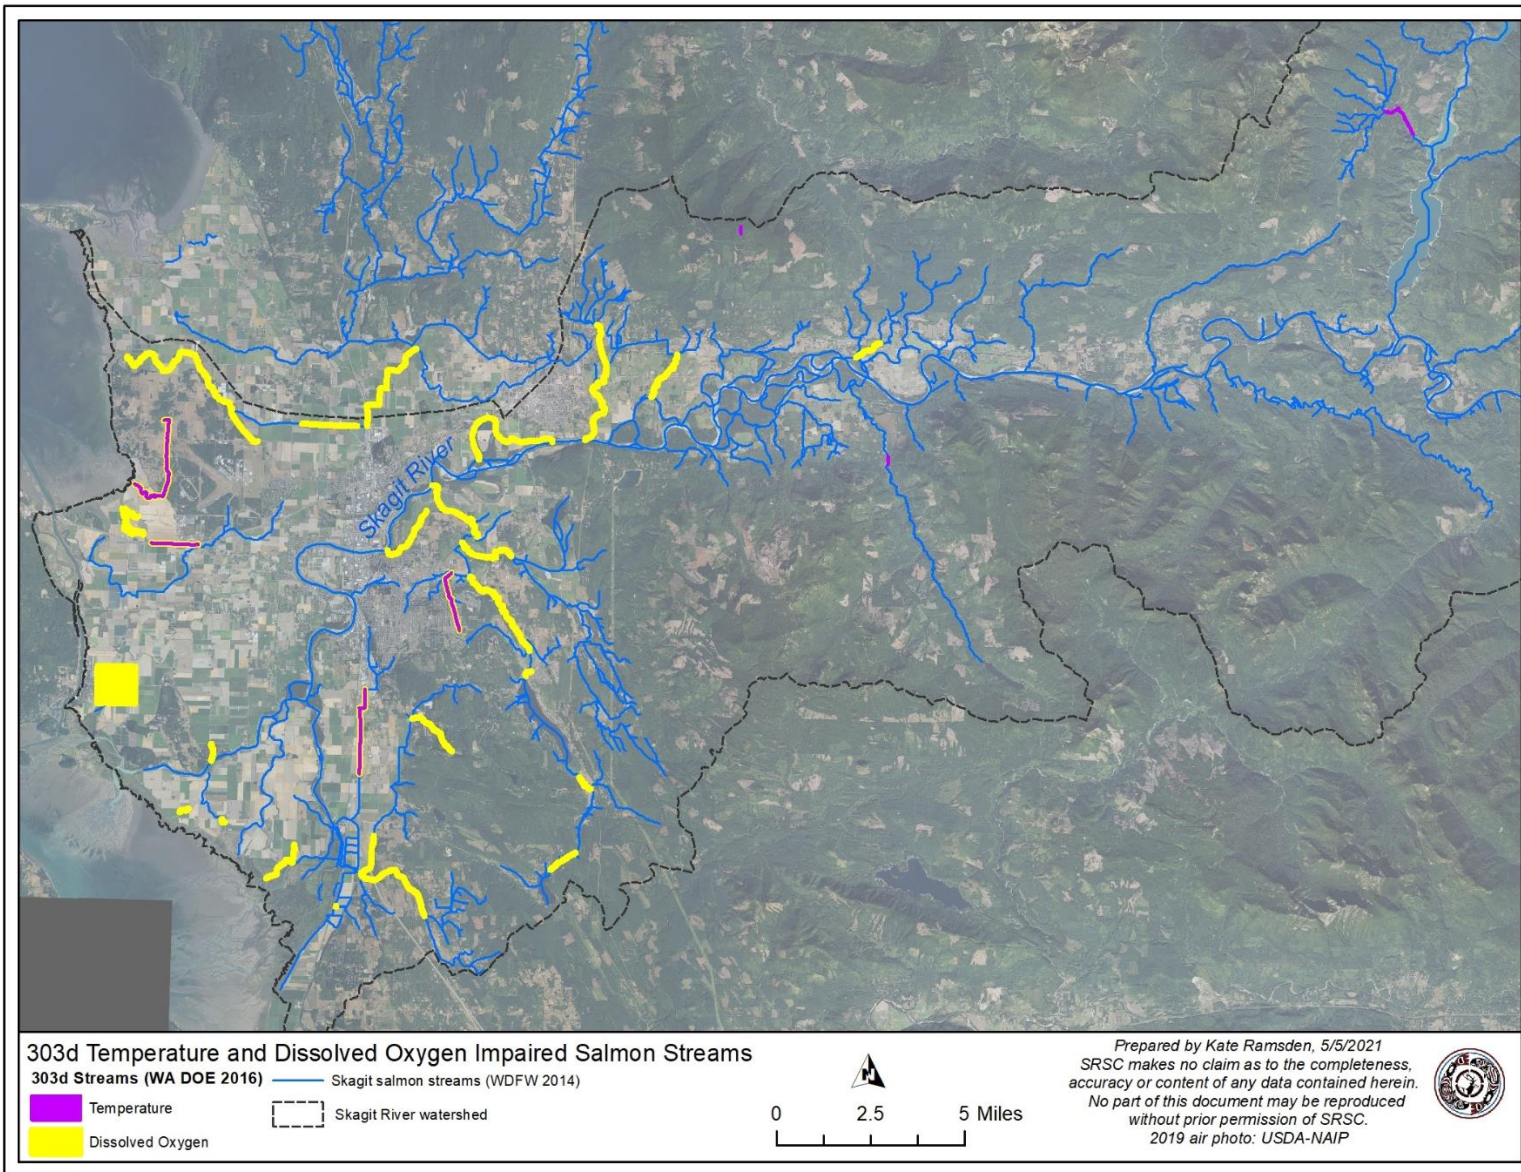 Skagit River
303d Temperature and Dissolved Oxygen Impaired Salmon Streams
303d Streams (WA DOE 2016)
Skagit salmon streams (WDFW 2014)
Temperature
Skagit River watershed
Dissolved Oxygen
0 2.5 5 Miles
Prepared by Kate Ramsden, 5/5/2021
SRSC makes no claim as to the completeness,
accuracy or content of any data contained herein.
No part of this document may be reproduced
without prior permission of SRSC.
2019 air photo: USDA-NAIP